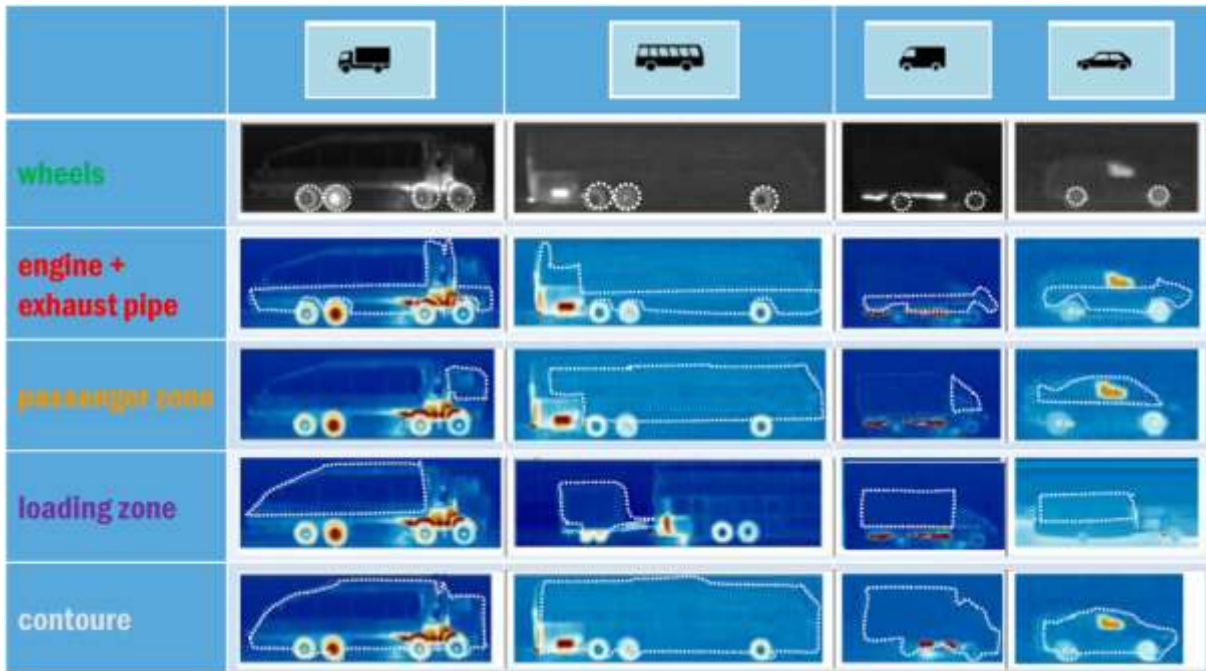 wheels
engine +
exhaust pipe
passenger zone
loading zone
contoure